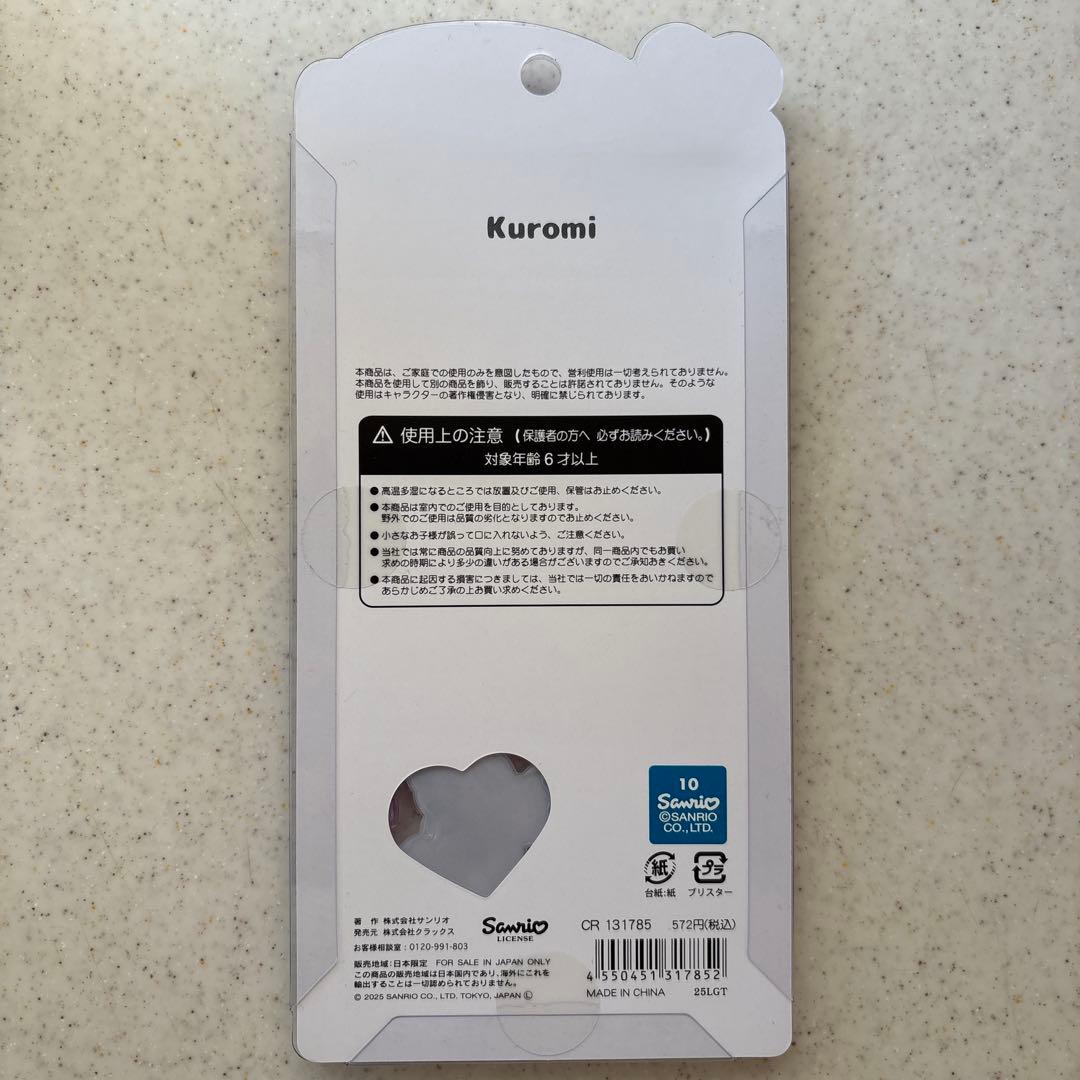 Kuromi
本商品は、ご家庭での使用のみを意図したもので、営利使用は一切考えられておりません。
本商品を使用して別の商品を飾り、販売することは許諾されておりません。そのような
使用はキャラクターの著作権侵害となり、明確に禁じられております。
⚠ 使用上の注意 (保護者の方へ 必ずお読みください。)
対象年齢6才以上
●高温多湿になるところでは放置及びご使用、保管はお止めください。
●本商品は室内でのご使用を目的としております。
野外でのご使用は品質の劣化となりますのでお止めください。
●小さなお子様が誤って口に入れないよう、ご注意ください。
●当社では常に商品の品質向上に努めておりますが、同一商品内でもお買い
求めの時期により多少の違いがある場合がございますのでご承知おきください。
●本商品に起因する損害につきましては、当社では一切の責任をおいかねますので
あらかじめご了承の上お買い求めください。
10
Sanrio
©SANRIO
CO.,LTD.
紙 プラ
台紙:紙 ブリスター
著 作 株式会社サンリオ
発売元 株式会社クラックス
お客様相談室:0120-991-803
Sanrio
LICENSE
CR 131785 572円(税込)
販売地域:日本限定 FOR SALE IN JAPAN ONLY
この商品の販売地域は日本国内であり、海外にこれを
輸出することは一切認められておりません。
© 2025 SANRIO CO., LTD. TOKYO, JAPAN Ⓛ
4 550451 317852
MADE IN CHINA 25LGT